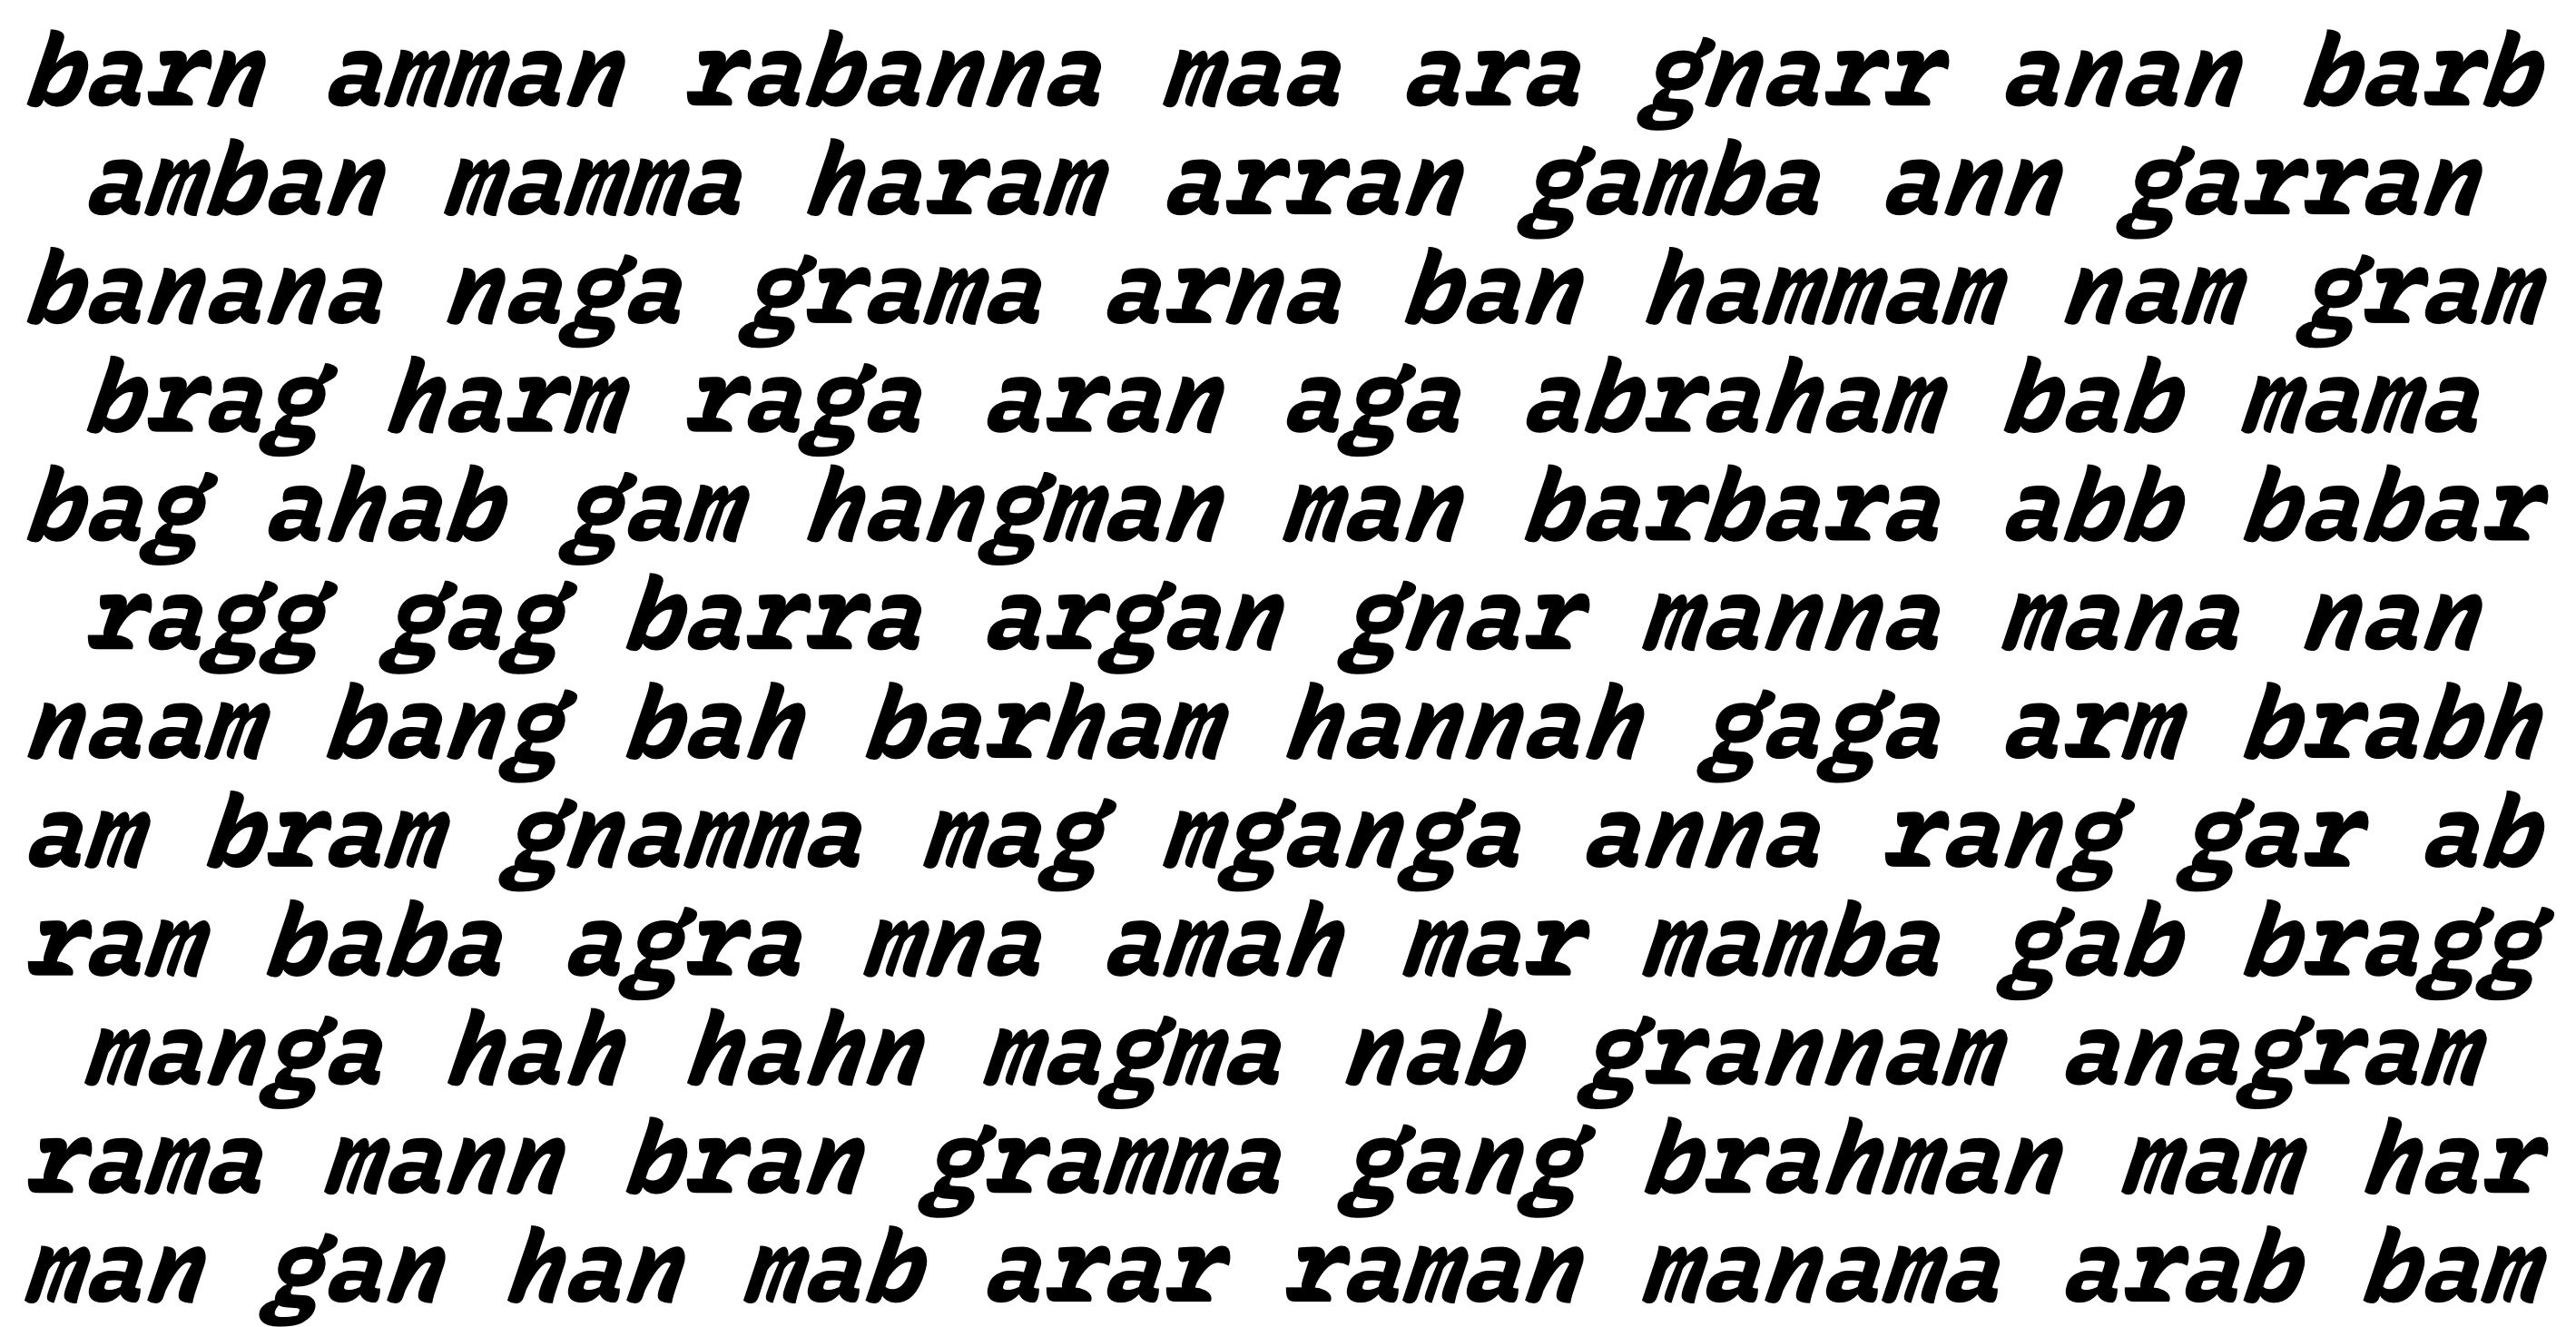 barn amman rabanna maa ara gnarr anan barb
amban mamma haram arran gamba ann garran
banana naga grama arna ban hammam nam gram
brag harm raga aran aga abraham bab mama
bag ahab gam hangman man barbara abb babar
ragg gag barra argan gnar manna mana nan
naam bang bah barham hannah gaga arm brabh
am bram gnamma mag mganga anna rang gar ab
ram baba agra mna amah mar mamba gab bragg
manga hah hahn magma nab grannam anagram
rama mann bran gramma gang brahman mam har
man gan han mab arar raman manama arab bam